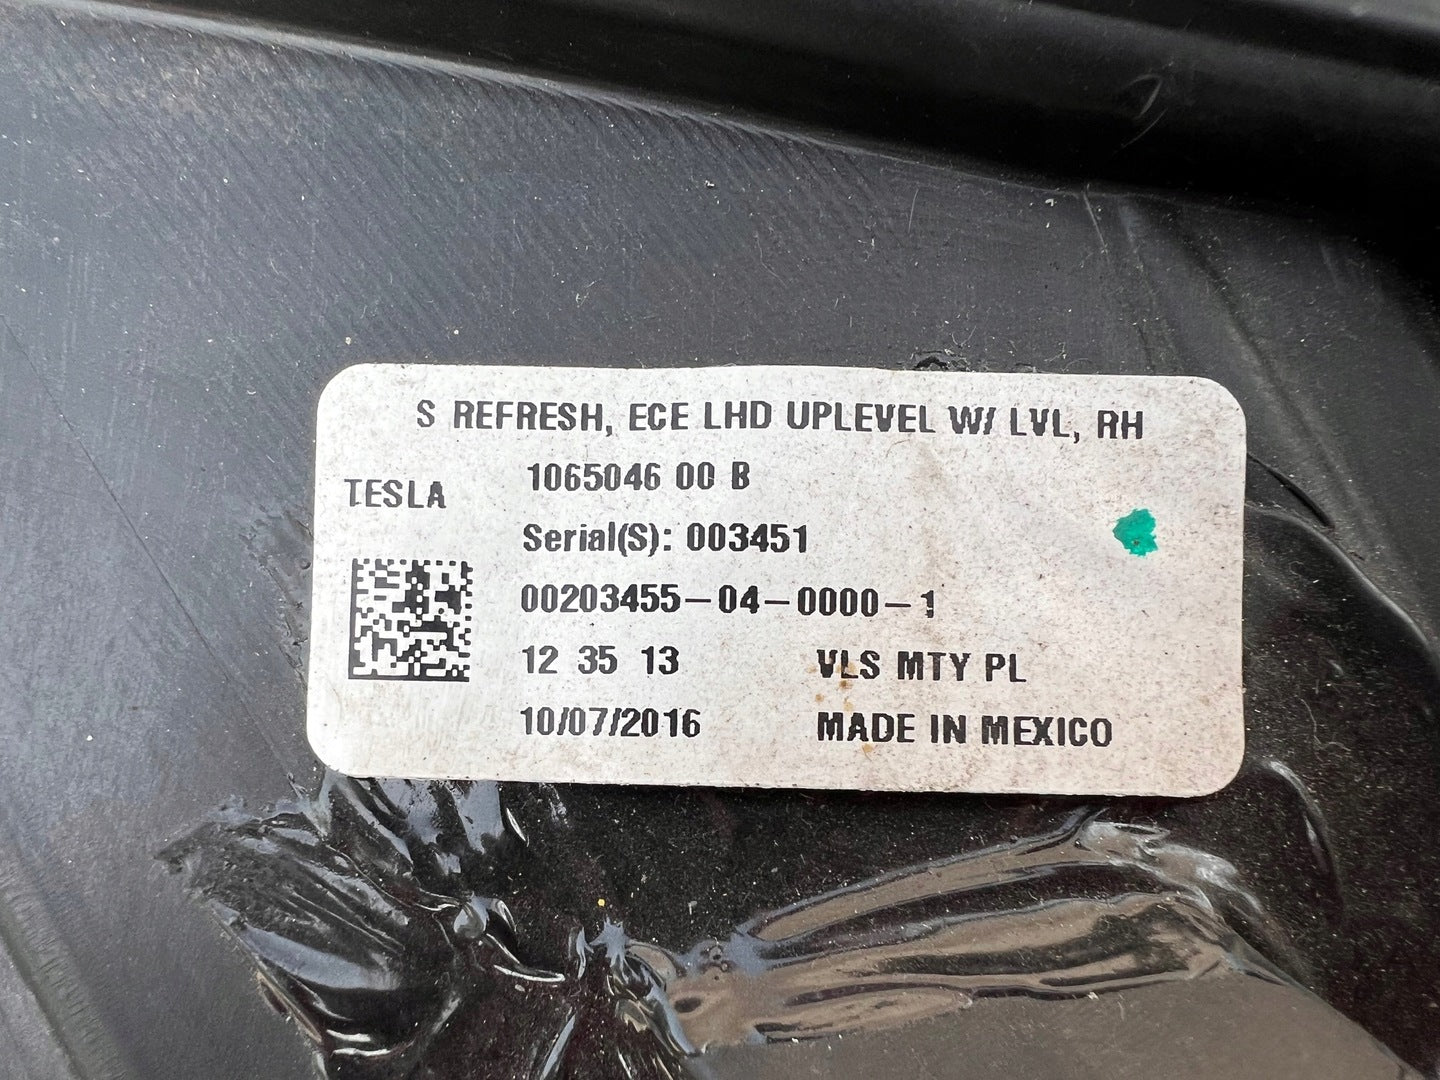 S REFRESH, ECE LHD UPLEVEL W/ LVL, RH
1065046 00 B
TESLA
Serial(S): 003451
00203455-04-0000-1
12 35 13 VLS MTY PL
10/07/2016 MADE IN MEXICO